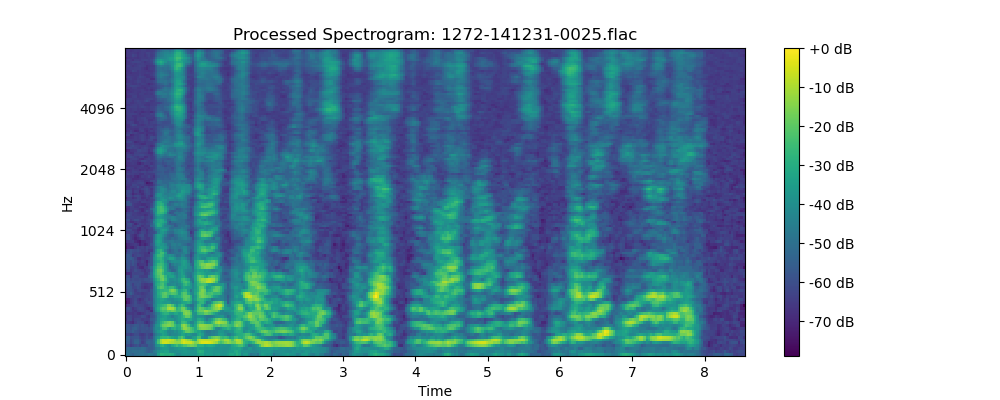 Processed Spectrogram: 1272-141231-0025.flac
Hz
4096
2048
1024
512
0
0 1 2 3 4 5 6 7 8
Time
+0 dB
-10 dB
-20 dB
-30 dB
-40 dB
-50 dB
-60 dB
-70 dB